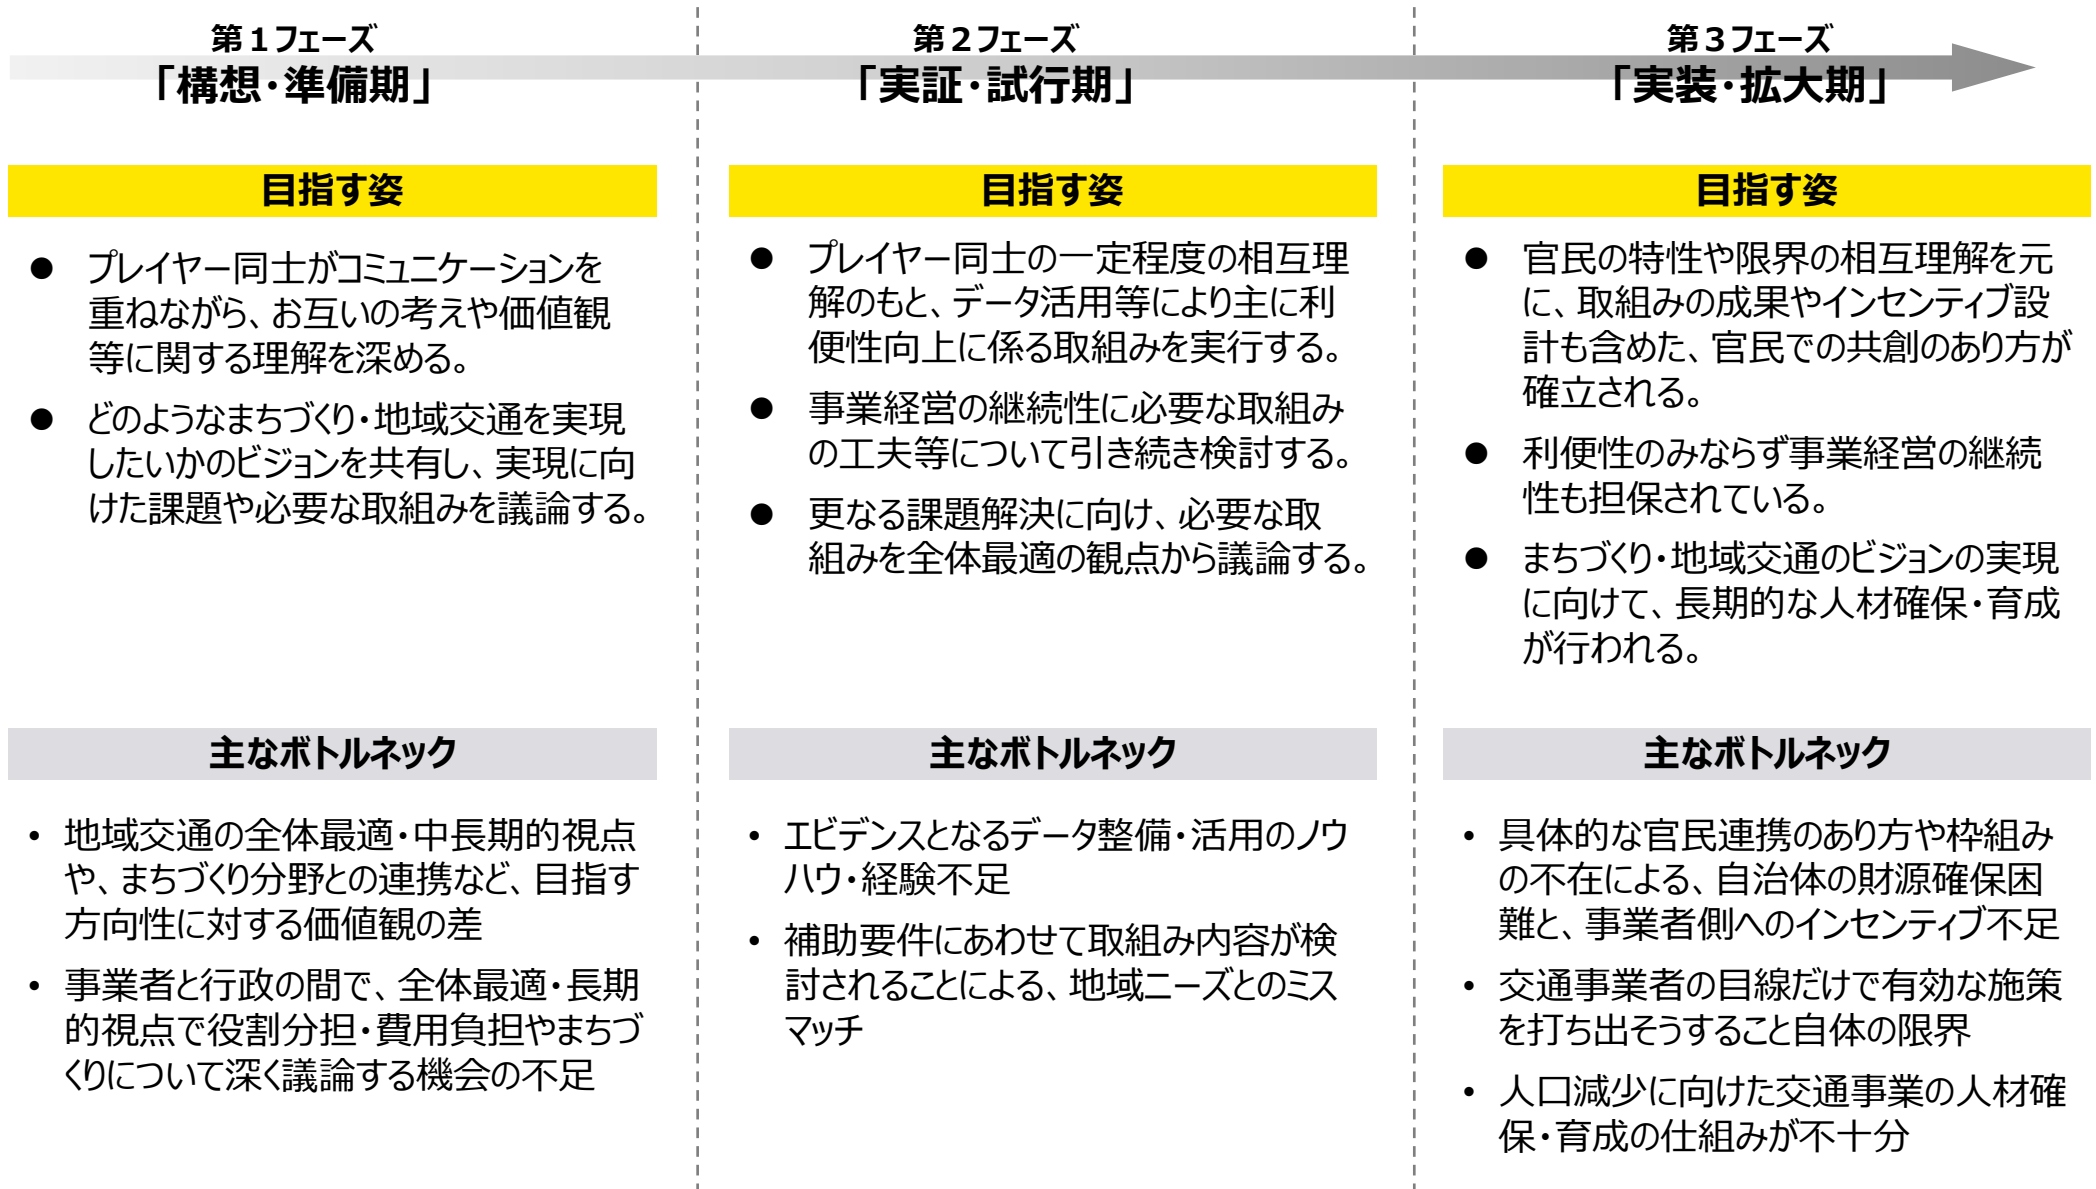 第１フェーズ
「構想・準備期」
目指す姿
● プレイヤー同士がコミュニケーションを
重ねながら、お互いの考えや価値観
等に関する理解を深める。
● どのようなまちづくり・地域交通を実現
したいかのビジョンを共有し、実現に向
けた課題や必要な取組みを議論する。
主なボトルネック
• 地域交通の全体最適・中長期的視点
や、まちづくり分野との連携など、目指す
方向性に対する価値観の差
• 事業者と行政の間で、全体最適・長期
的視点で役割分担・費用負担やまちづ
くりについて深く議論する機会の不足
第２フェーズ
「実証・試行期」
目指す姿
● プレイヤー同士の一定程度の相互理
解のもと、データ活用等により主に利
便性向上に係る取組みを実行する。
● 事業経営の継続性に必要な取組み
の工夫等について引き続き検討する。
● 更なる課題解決に向け、必要な取
組みを全体最適の観点から議論する。
主なボトルネック
• エビデンスとなるデータ整備・活用のノウ
ハウ・経験不足
• 補助要件にあわせて取組み内容が検
討されることによる、地域ニーズとのミス
マッチ
第３フェーズ
「実装・拡大期」
目指す姿
● 官民の特性や限界の相互理解を元
に、取組みの成果やインセンティブ設
計も含めた、官民での共創のあり方が
確立される。
● 利便性のみならず事業経営の継続
性も担保されている。
● まちづくり・地域交通のビジョンの実現
に向けて、長期的な人材確保・育成
が行われる。
主なボトルネック
• 具体的な官民連携のあり方や枠組み
の不在による、自治体の財源確保困
難と、事業者側へのインセンティブ不足
• 交通事業者の目線だけで有効な施策
を打ち出そうすること自体の限界
• 人口減少に向けた交通事業の人材確
保・育成の仕組みが不十分